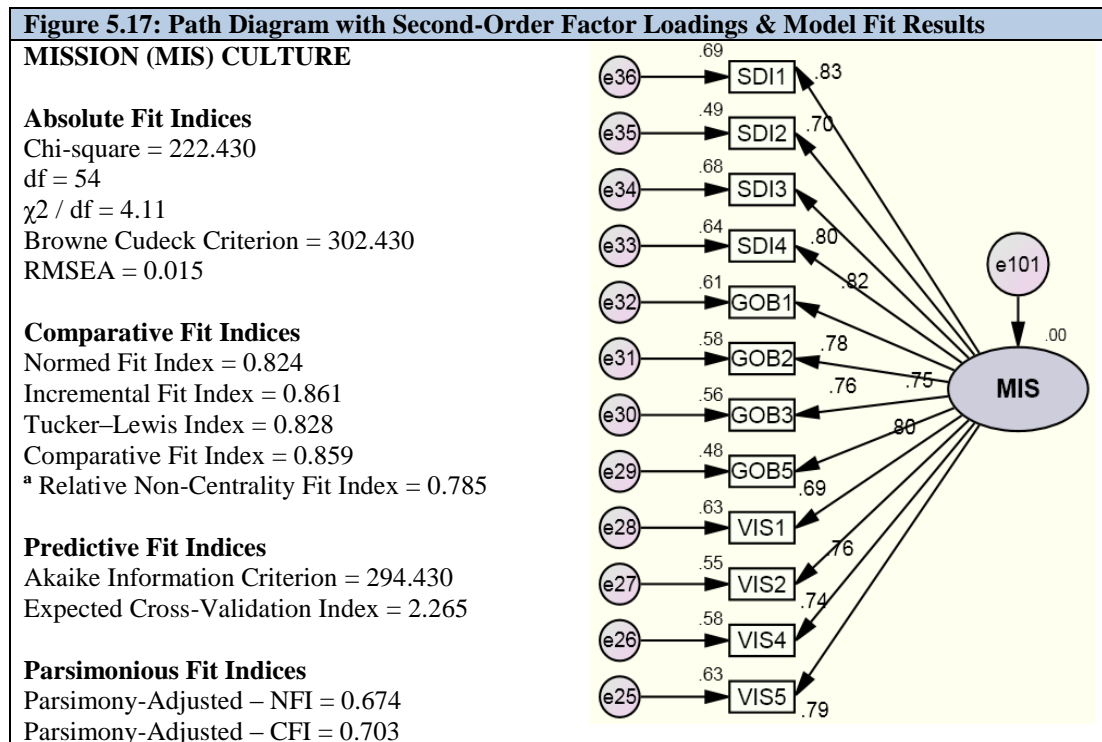 Figure 5.17: Path Diagram with Second-Order Factor Loadings & Model Fit Results
MISSION (MIS) CULTURE
Absolute Fit Indices
Chi-square = 222.430
df = 54
χ2 / df = 4.11
Browne Cudeck Criterion = 302.430
RMSEA = 0.015
Comparative Fit Indices
Normed Fit Index = 0.824
Incremental Fit Index = 0.861
Tucker–Lewis Index = 0.828
Comparative Fit Index = 0.859
ª Relative Non-Centrality Fit Index = 0.785
Predictive Fit Indices
Akaike Information Criterion = 294.430
Expected Cross-Validation Index = 2.265
Parsimonious Fit Indices
Parsimony-Adjusted – NFI = 0.674
Parsimony-Adjusted – CFI = 0.703
.69
e36 SDI1 .83
.49
e35 SDI2 .70
.68
e34 SDI3
.64 .80
e33 SDI4
.61 .82
e32 GOB1
.58 .78
e31 GOB2 .75
.56 .76
e30 GOB3
.48 .80
e29 GOB5
.63 .69
e28 VIS1
.55 .76
e27 VIS2
.58 .74
e26 VIS4
.63
e25 VIS5 .79
e101
.00
MIS